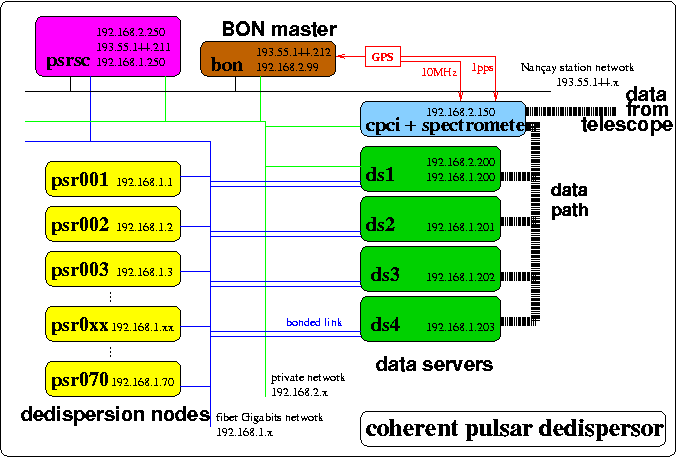 BON master
192.168.2.250
193.55.144.211
psrsc 192.168.1.250
193.55.144.212
bon 192.168.2.99
GPS
10MHz
1pps
Nançay station network
193.55.144.x
data from telescope
192.168.2.150
cpci + spectrometer
psr001 192.168.1.1
psr002 192.168.1.2
psr003 192.168.1.3
...
psr0xx 192.168.1.xx
...
psr070 192.168.1.70
dedispersion nodes
192.168.2.200
ds1 192.168.1.200
ds2 192.168.1.201
ds3 192.168.1.202
ds4 192.168.1.203
data path
bonded link
data servers
private network
192.168.2.x
fiber Gigabits network
192.168.1.x
coherent pulsar dedispersor